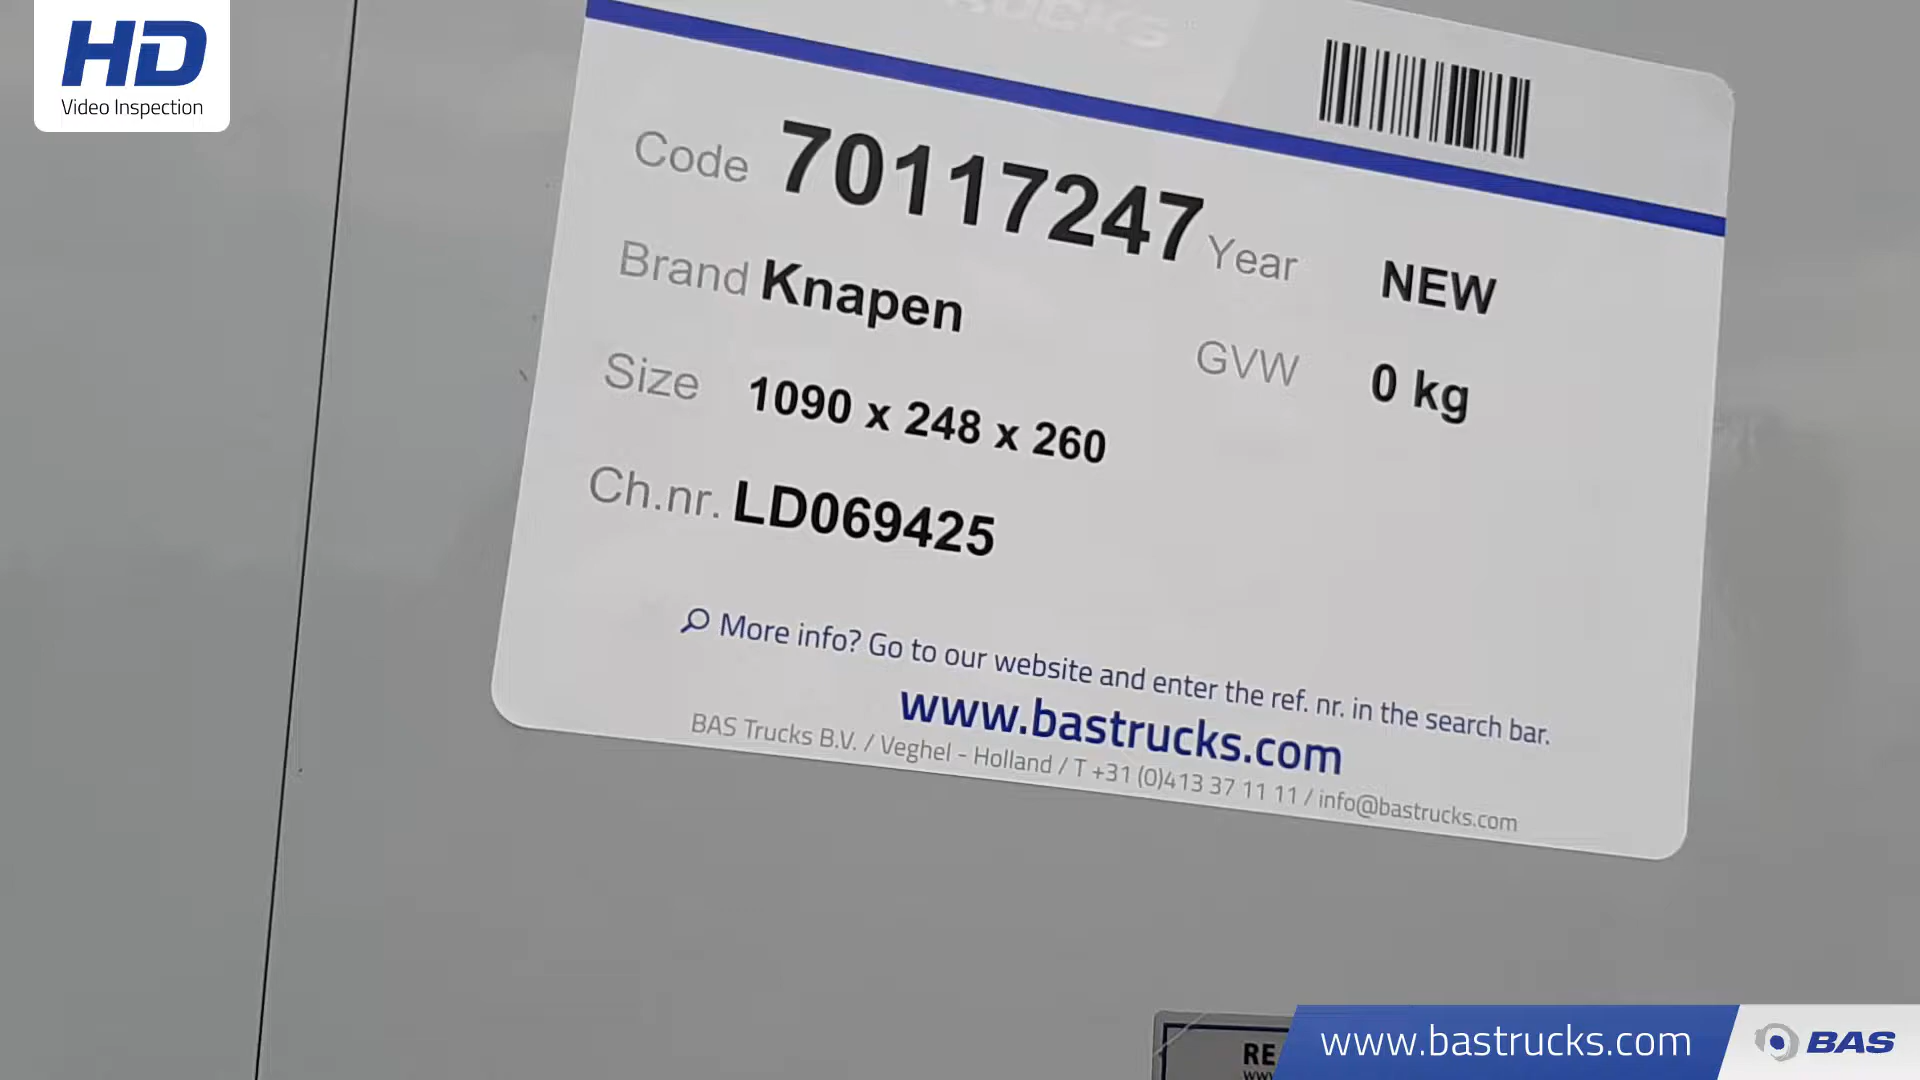 HD
Video Inspection
Code 70117247
Year NEW
Brand Knapen
GVW 0 kg
Size 1090 x 248 x 260
Ch.nr. LD069425
More info? Go to our website and enter the ref. nr. in the search bar.
www.bastrucks.com
BAS Trucks B.V. / Veghel - Holland / T +31 (0)413 37 11 11 / info@bastrucks.com
www.bastrucks.com
BAS